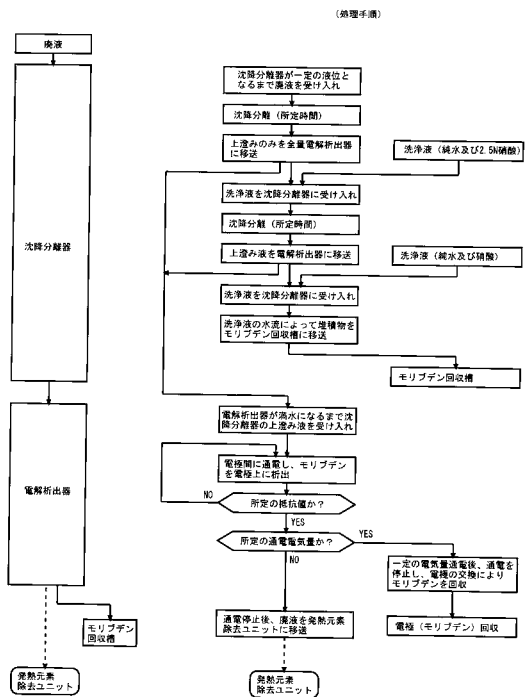 (処理手順)
廃液
沈降分離器
電解析出器
モリブデン
回収槽
発熱元素
除去ユニット
沈降分離器が一定の液位と
なるまで廃液を受け入れ
沈降分離(所定時間)
上澄みのみを全量電解析出器
に移送
洗浄液(純水及び2.5N硝酸)
洗浄液を沈降分離器に受け入れ
沈降分離(所定時間)
上澄み液を電解析出器に移送
洗浄液(純水及び硝酸)
洗浄液を沈降分離器に受け入れ
洗浄液の水流によって堆積物を
モリブデン回収槽に移送
モリブデン回収槽
電解析出器が満水になるまで沈
降分離器の上澄み液を受け入れ
電極間に通電し、モリブデン
を電極上に析出
NO
所定の抵抗値か?
YES
所定の通電電気量か?
YES
NO
一定の電気量通電後、通電を
停止し、電極の交換により
モリブデンを回収
電極(モリブデン)回収
通電停止後、廃液を発熱元素
除去ユニットに移送
発熱元素
除去ユニット